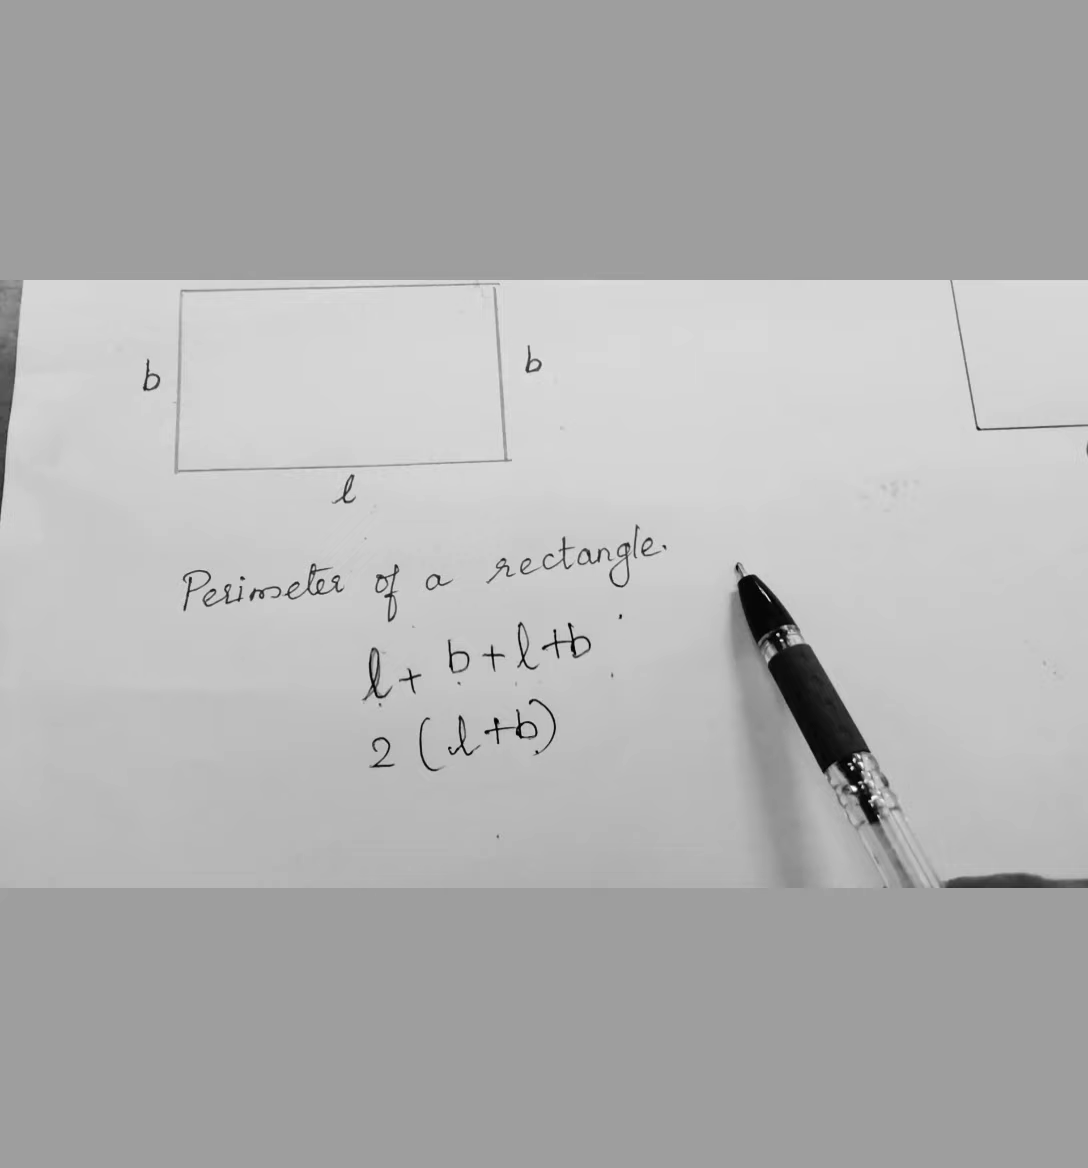 b
b
l
Perimeter of a rectangle.
l + b + l + b
2 (l + b)